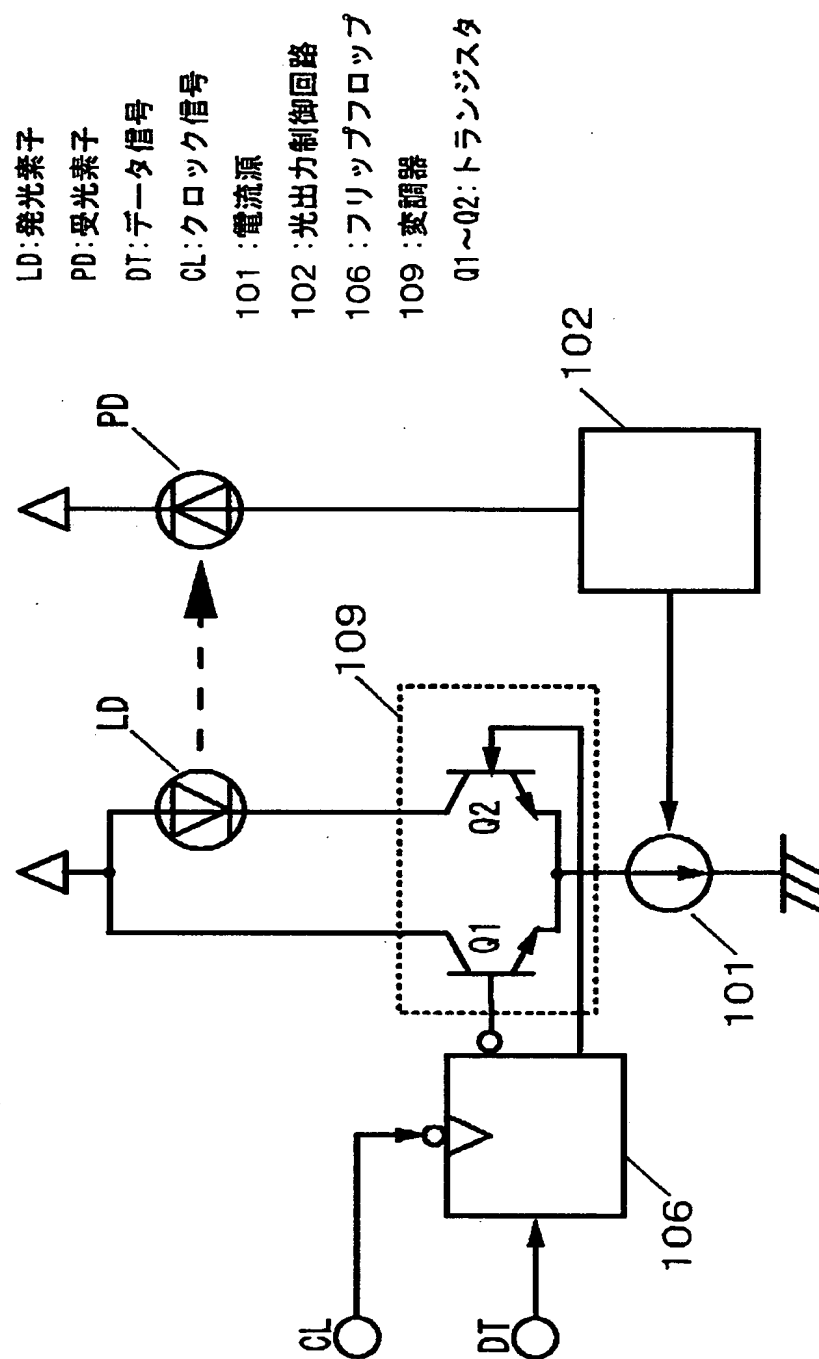 LD:発光素子
PD:受光素子
DT:データ信号
CL:クロック信号
101:電流源
102:光出力制御回路
106:フリップフロップ
109:変調器
Q1~Q2:トランジスタ
LD
PD
109
Q1
Q2
102
101
106
CL
DT